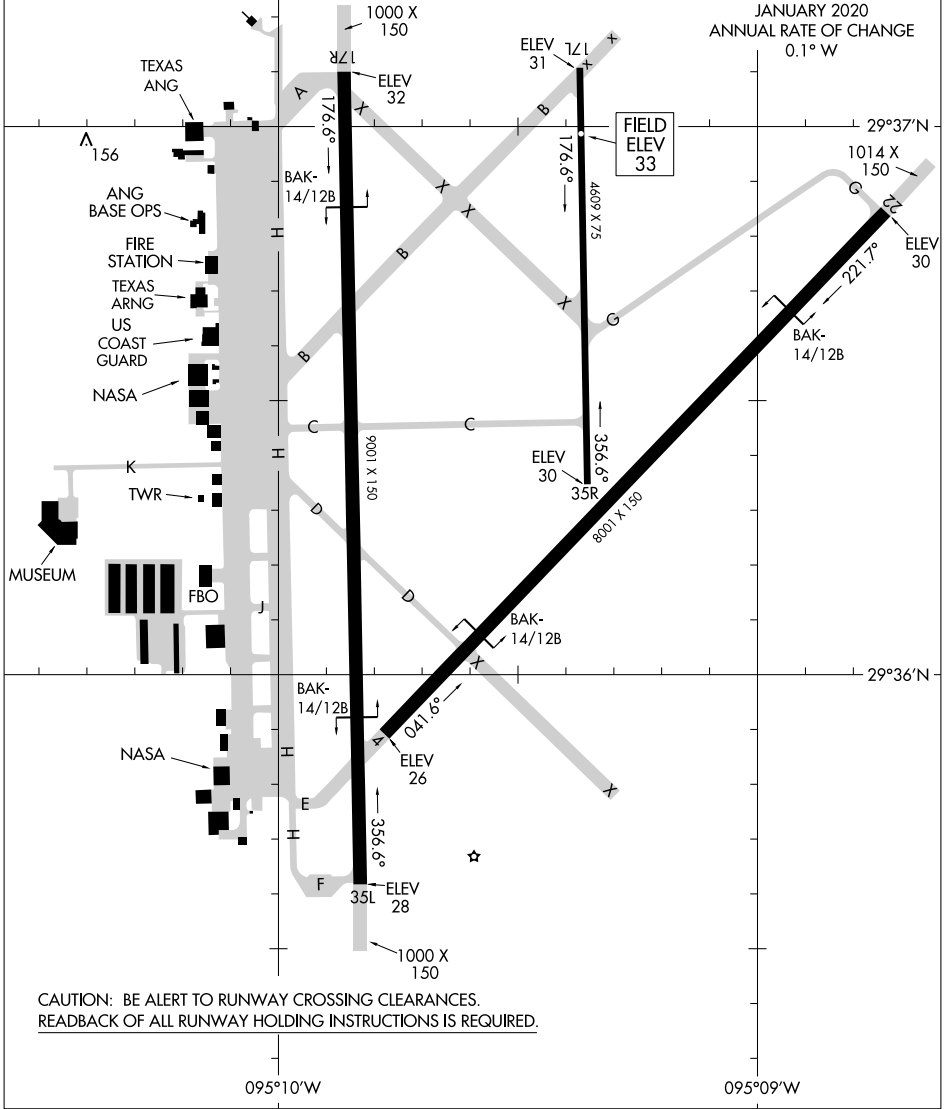 JANUARY 2020
ANNUAL RATE OF CHANGE
0.1° W
1000 X
150
17R
ELEV
32
ELEV
31
17L
X
X
TEXAS
ANG
A
X
B
176.6°
FIELD
ELEV
33
29°37'N
156
1014 X
150
BAK-
14/12B
X
X
176.6°
4609 X 75
G
22
ANG
BASE OPS
H
ELEV
30
FIRE
STATION
B
221.7°
TEXAS
ARNG
X
G
BAK-
14/12B
US
COAST
GUARD
B
NASA
C
C
356.6°
K
H
9001 X 150
ELEV
30
35R
TWR
D
8001 X 150
MUSEUM
FBO
J
D
BAK-
14/12B
X
29°36'N
BAK-
14/12B
041.6°
4
NASA
H
ELEV
26
X
E
H
356.6°
F
35L
ELEV
28
1000 X
150
CAUTION: BE ALERT TO RUNWAY CROSSING CLEARANCES.
READBACK OF ALL RUNWAY HOLDING INSTRUCTIONS IS REQUIRED.
095°10'W
095°09'W